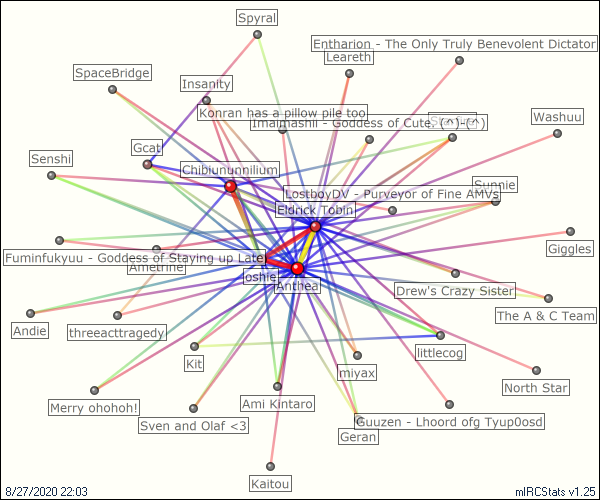 Spyral
Entharion - The Only Truly Benevolent Dictator
Leareth
SpaceBridge
Insanity
Konran has a pillow pile too
Imaimashii - Goddess of Cute, (^)-(^)
Washuu
Gcat
Senshi
Chibiununnilium
LostboyDV - Purveyor of Fine AMVs
Sunnie
Eldrick Tobin
Giggles
Fuminfukyuu - Goddess of Staying up Late
Ametrine
oshie
Anthea
Drew's Crazy Sister
The A & C Team
Andie
threeacttragedy
littlecog
Kit
miyax
North Star
Merry ohohoh!
Ami Kintaro
Sven and Olaf <3
Guuzen - Lhoord ofg Tyup0osd
Geran
Kaitou
8/27/2020 22:03
mIRCStats v1.25